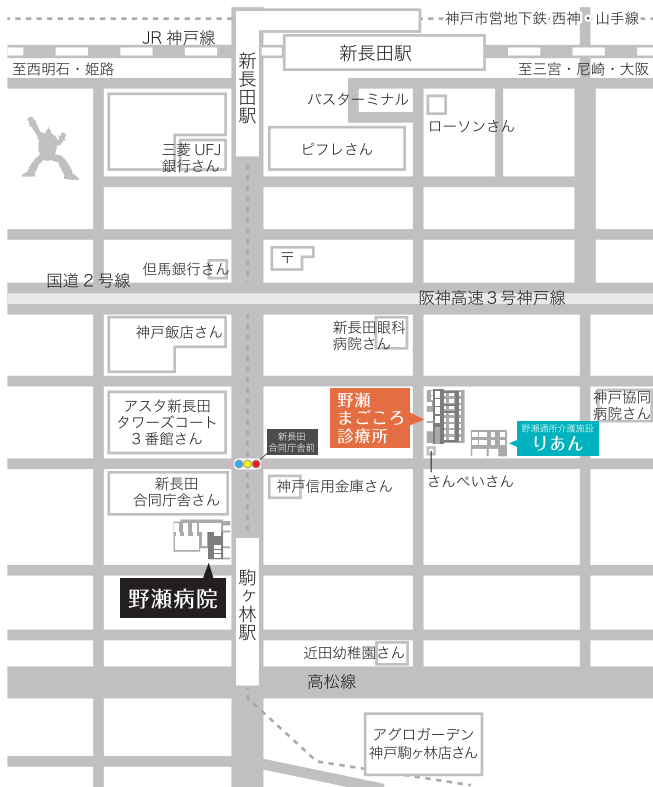 神戸市営地下鉄 西神・山手線
JR 神戸線
新長田駅
新長田駅
至西明石・姫路
至三宮・尼崎・大阪
バスターミナル
ローソンさん
三菱 UFJ
銀行さん
ピフレさん
但馬銀行さん
〒
国道2号線
阪神高速3号神戸線
神戸飯店さん
新長田眼科
病院さん
アスタ新長田
タワーズコート
3番館さん
野瀬
まごころ
診療所
神戸協同
病院さん
野瀬通所介護施設
りあん
新長田
合同庁舎前
新長田
合同庁舎さん
神戸信用金庫さん
さんぺいさん
野瀬病院
駒ヶ林駅
近田幼稚園さん
高松線
アグロガーデン
神戸駒ヶ林店さん